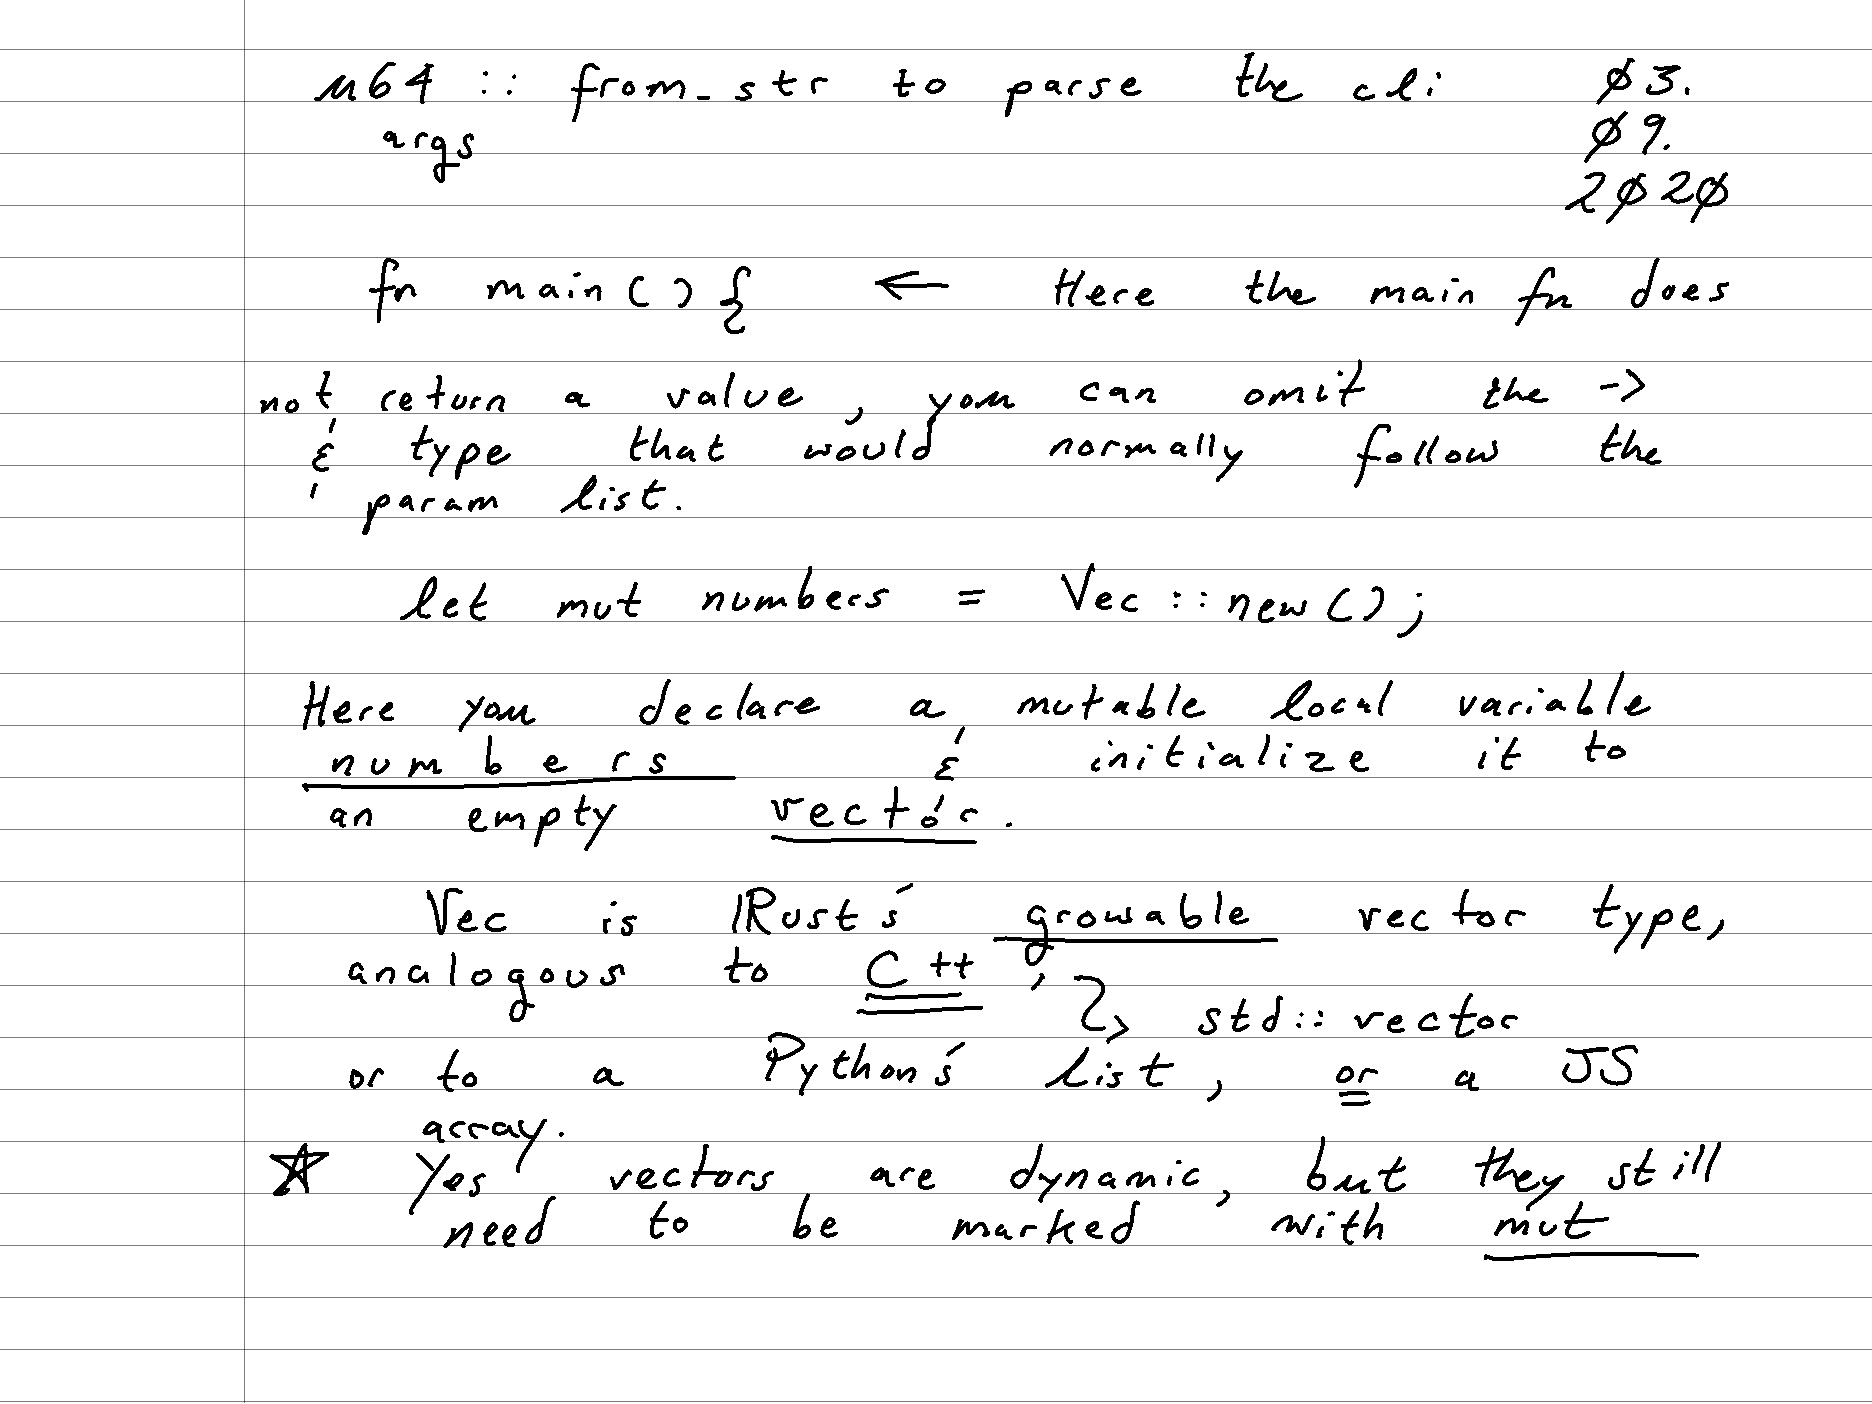 u64 :: from_str to parse the cli ø3.
args ø9.
2ø2ø
fn main() { ← Here the main fn does
not return a value, you can omit the ->
& type that would normally follow the
param list.
let mut numbers = Vec :: new();
Here you declare a mutable local variable
numbers & initialize it to
an empty vector.
Vec is Rust's growable vector type,
analogous to C++,
std:: vector
or to a Python's list, or a JS
array.
☆ Yes vectors are dynamic, but they still
need to be marked with mut